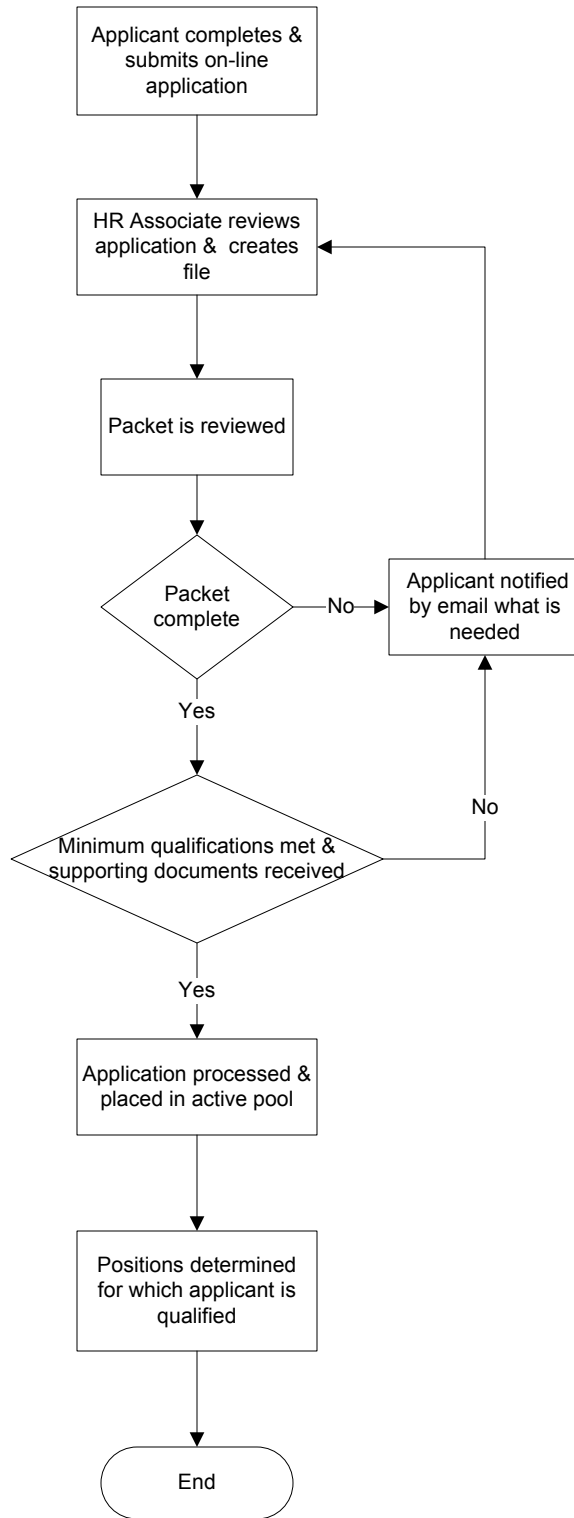 Applicant completes &
submits on-line
application
HR Associate reviews
application & creates
file
Packet is reviewed
Packet
complete
No
Applicant notified
by email what is
needed
Yes
Minimum qualifications met &
supporting documents received
No
Yes
Application processed &
placed in active pool
Positions determined
for which applicant is
qualified
End